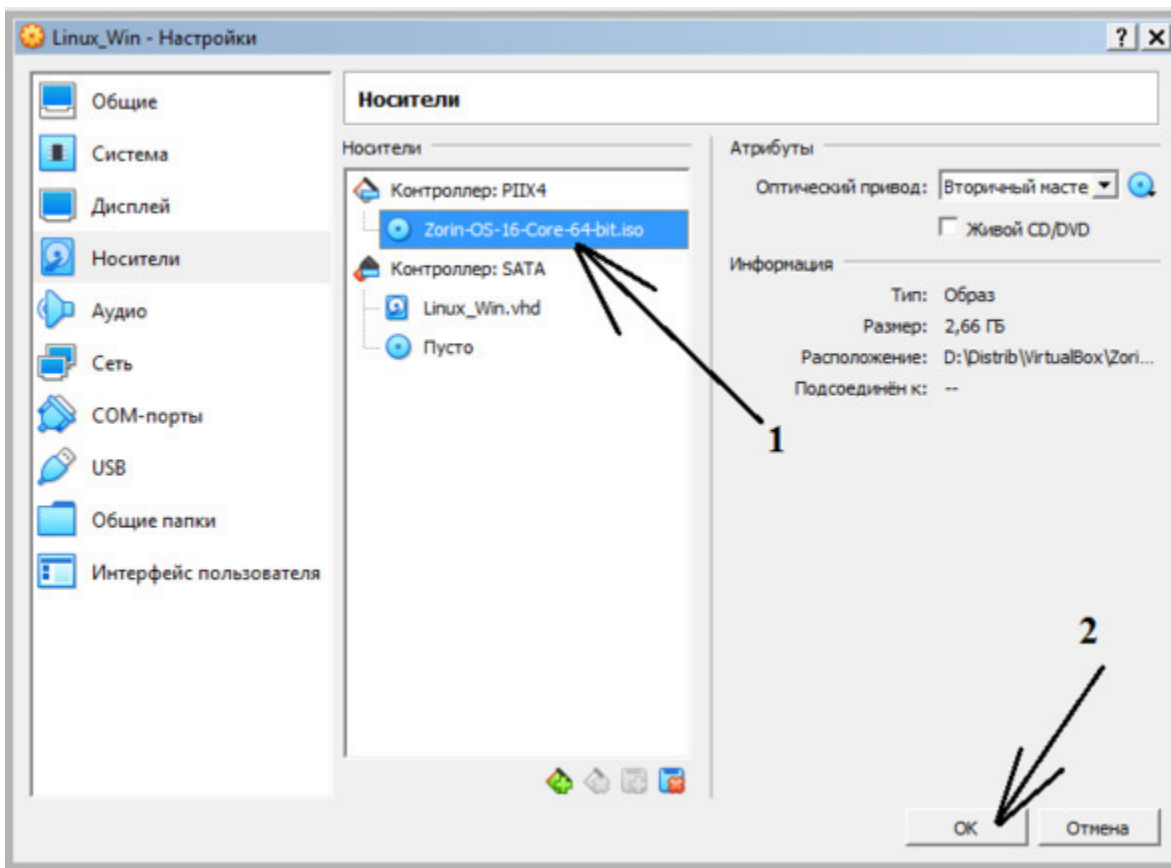 Linux_Win - Настройки
? X
Общие
Система
Дисплей
Носители
Аудио
Сеть
COM-порты
USB
Общие папки
Интерфейс пользователя
Носители
Носители
Контроллер: PIIX4
Zorin-OS-16-Core-64-bit.iso
Контроллер: SATA
Linux_Win.vhd
Пусто
1
Атрибуты
Оптический привод: Вторичный масте
Живой CD/DVD
Информация
Тип: Образ
Размер: 2,66 ГБ
Расположение: D:\Distrib\VirtualBox\Zori...
Подсоединён к: --
2
OK
Отмена